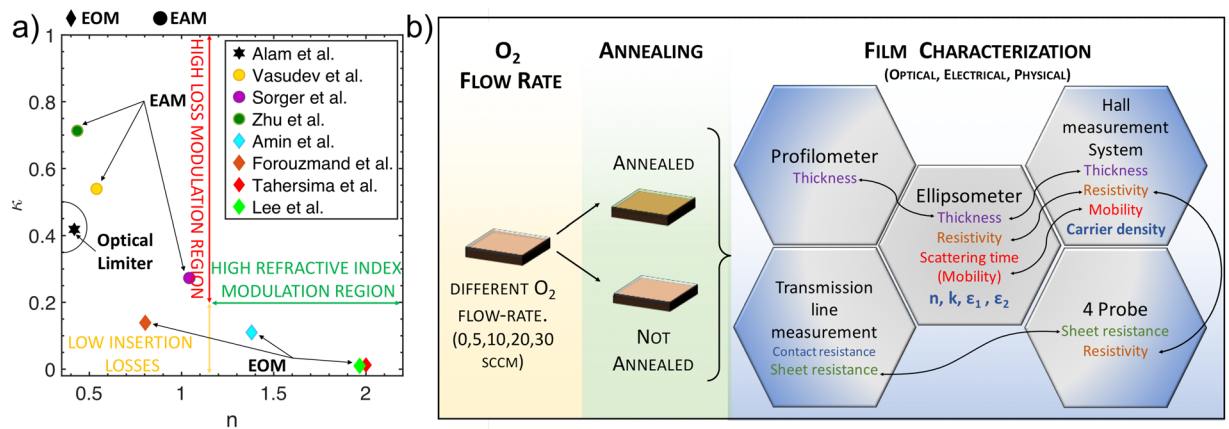 a)
EOM
EAM
1
0.8
0.6
0.4
0.2
0
κ
0.5
1
1.5
2
n
HIGH LOSS MODULATION REGION
Alam et al.
Vasudev et al.
Sorger et al.
Zhu et al.
Amin et al.
Forouzmand et al.
Tahersima et al.
Lee et al.
EAM
Optical
Limiter
HIGH REFRACTIVE INDEX
MODULATION REGION
LOW INSERTION
LOSSES
EOM
b)
O2
FLOW RATE
DIFFERENT O2
FLOW-RATE.
(0,5,10,20,30
SCCM)
ANNEALING
ANNEALED
NOT
ANNEALED
FILM CHARACTERIZATION
(OPTICAL, ELECTRICAL, PHYSICAL)
Profilometer
Thickness
Transmission
line
measurement
Contact resistance
Sheet resistance
Ellipsometer
Thickness
Resistivity
Scattering time
(Mobility)
n, k, ε1 , ε2
Hall
measurement
System
Thickness
Resistivity
Mobility
Carrier density
4 Probe
Sheet resistance
Resistivity